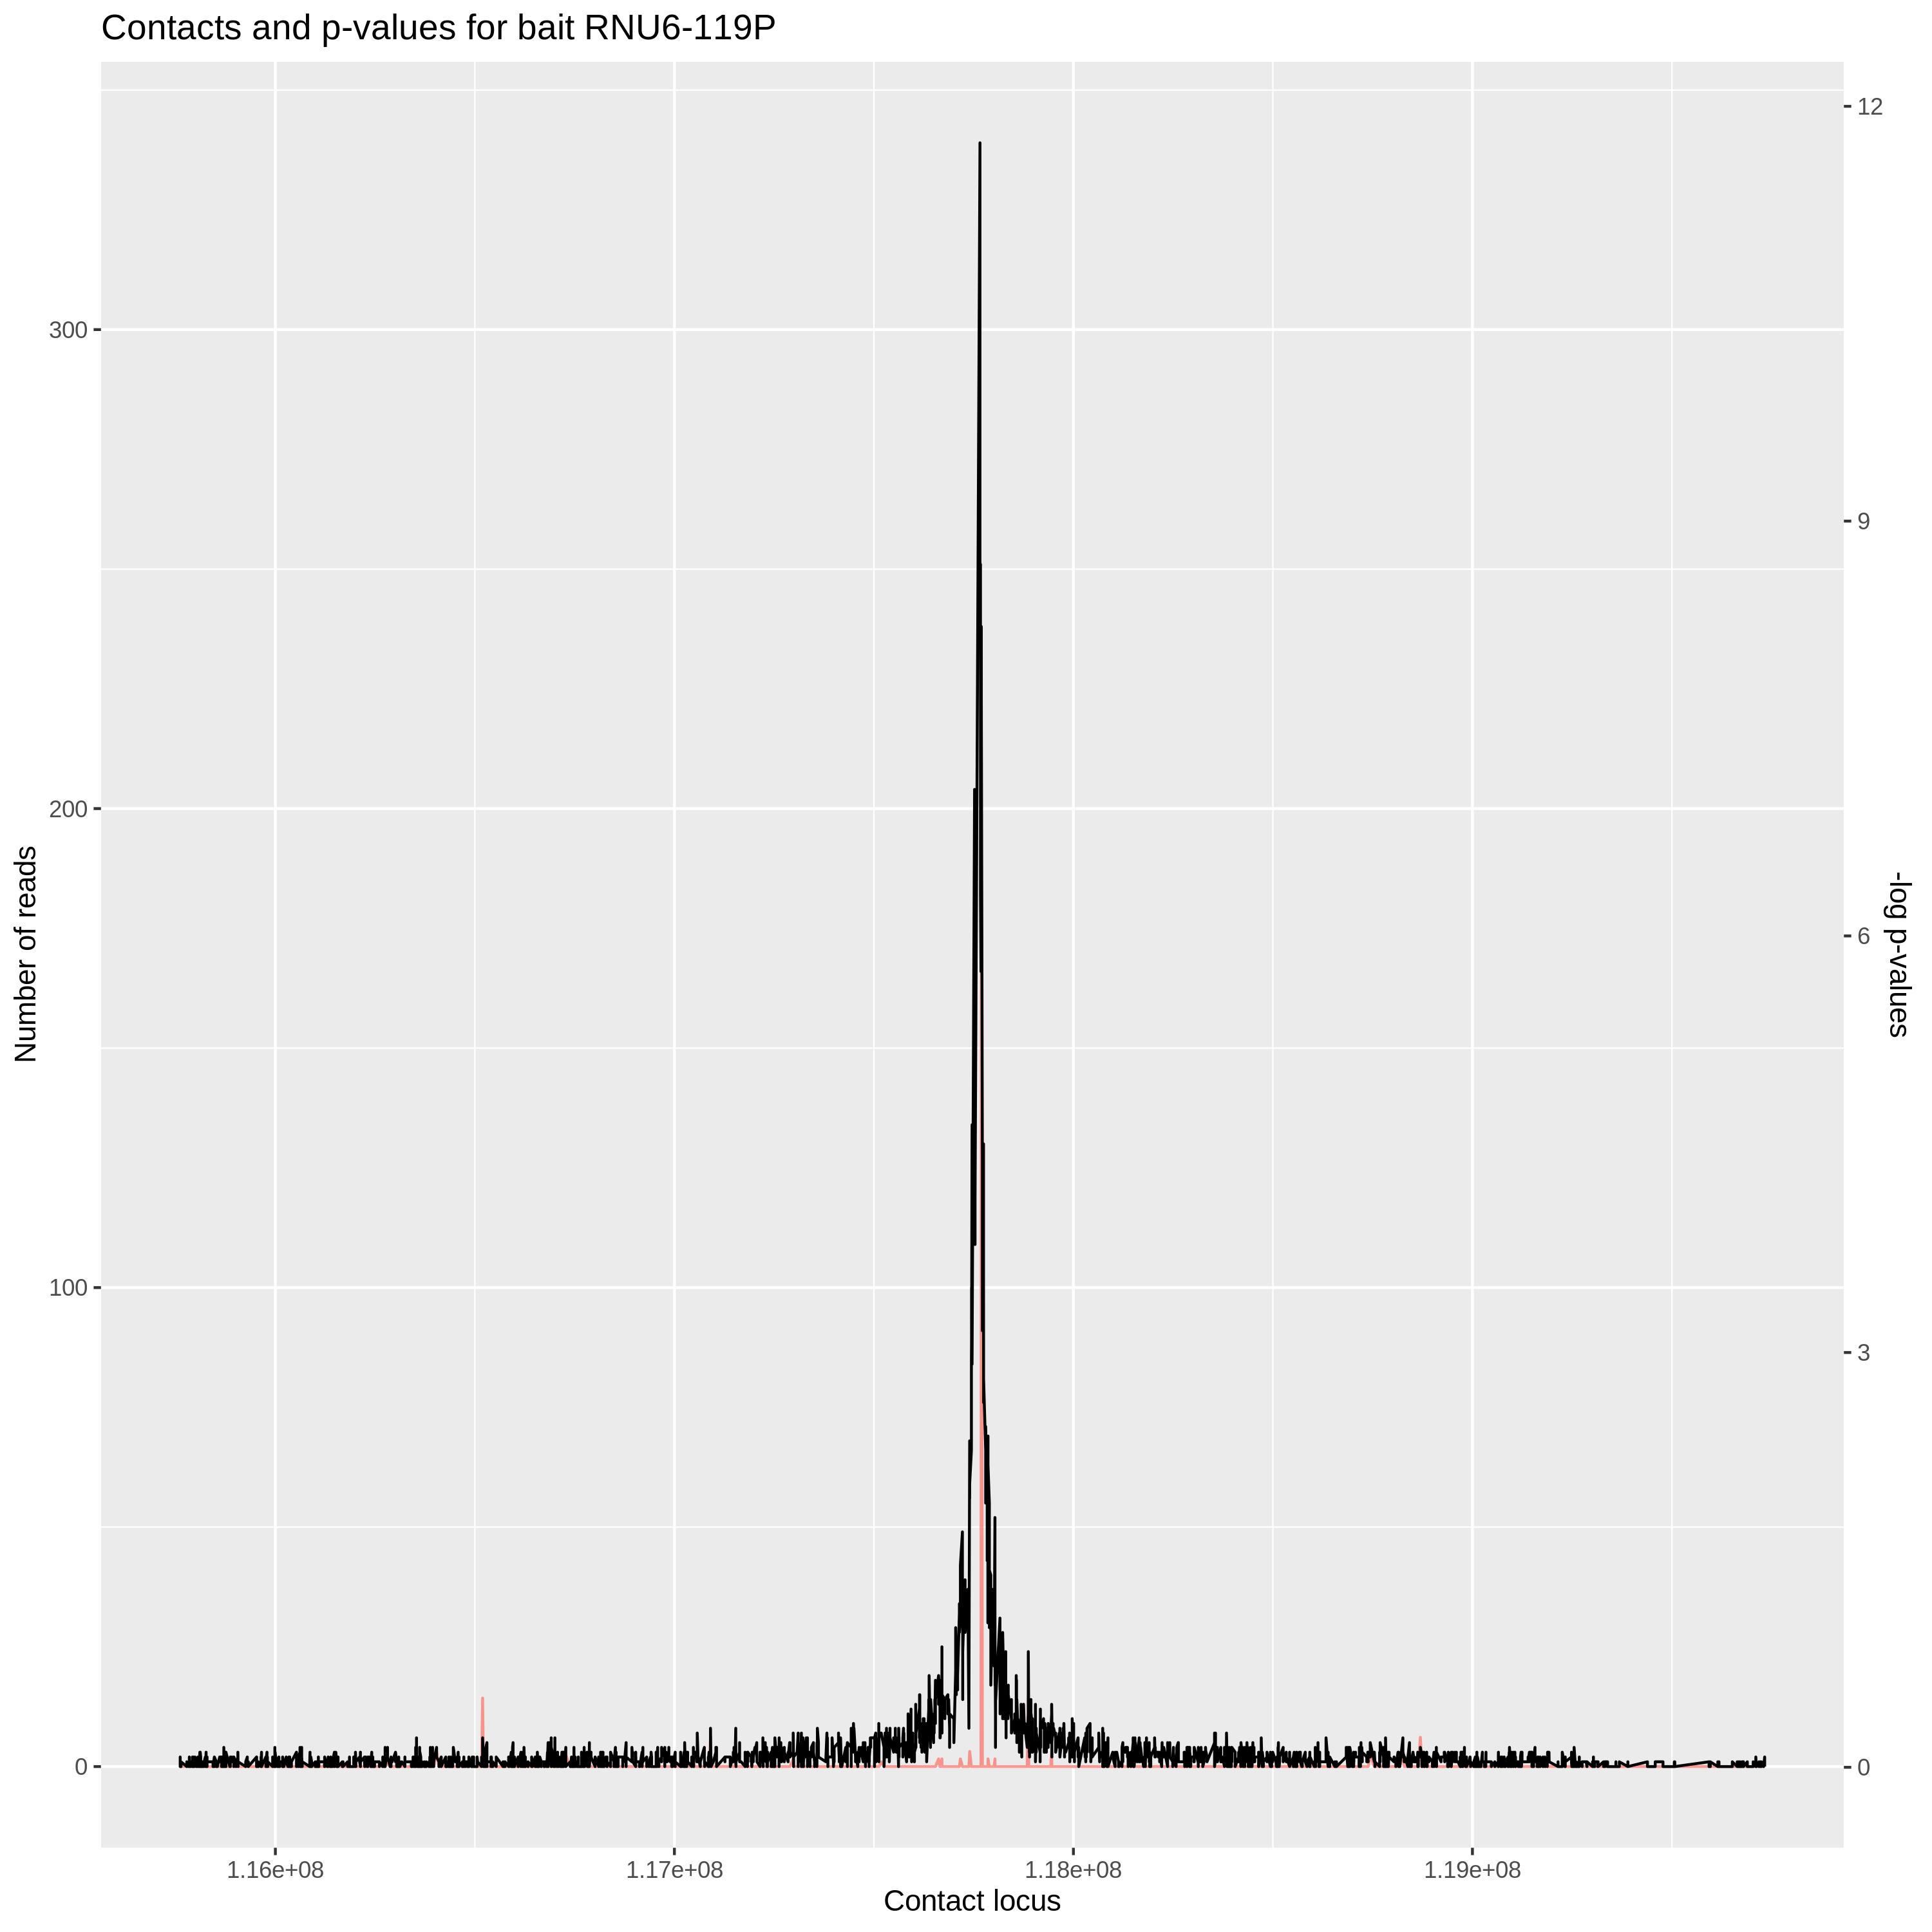 Contacts and p-values for bait RNU6-119P
300
200
100
0
Number of reads
12
9
6
3
0
-log p-values
1.16e+08
1.17e+08
1.18e+08
1.19e+08
Contact locus